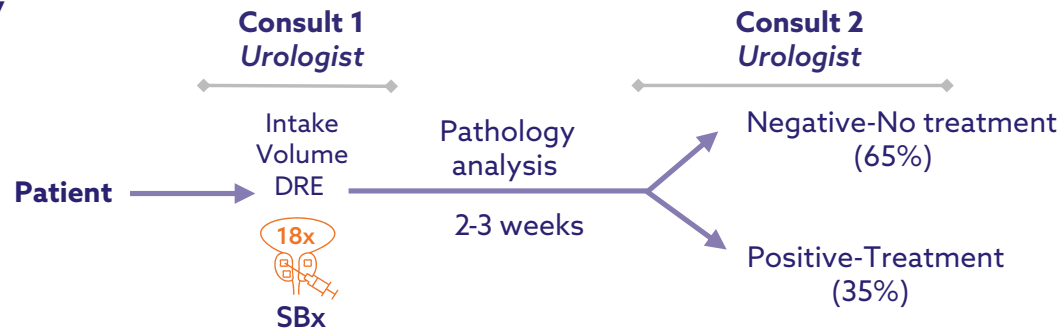 Consult 1
Urologist
Consult 2
Urologist
Patient
Intake
Volume
DRE
18x
SBx
Pathology
analysis
2-3 weeks
Negative-No treatment
(65%)
Positive-Treatment
(35%)